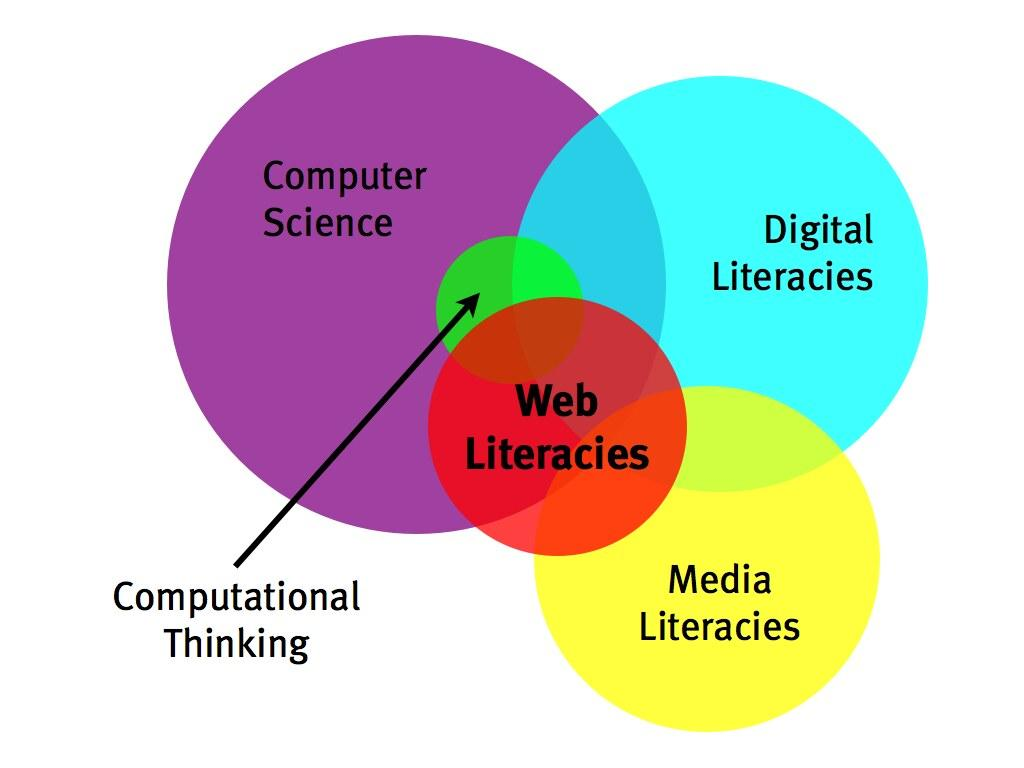 Computer
Science
Digital
Literacies
Web
Literacies
Computational
Thinking
Media
Literacies